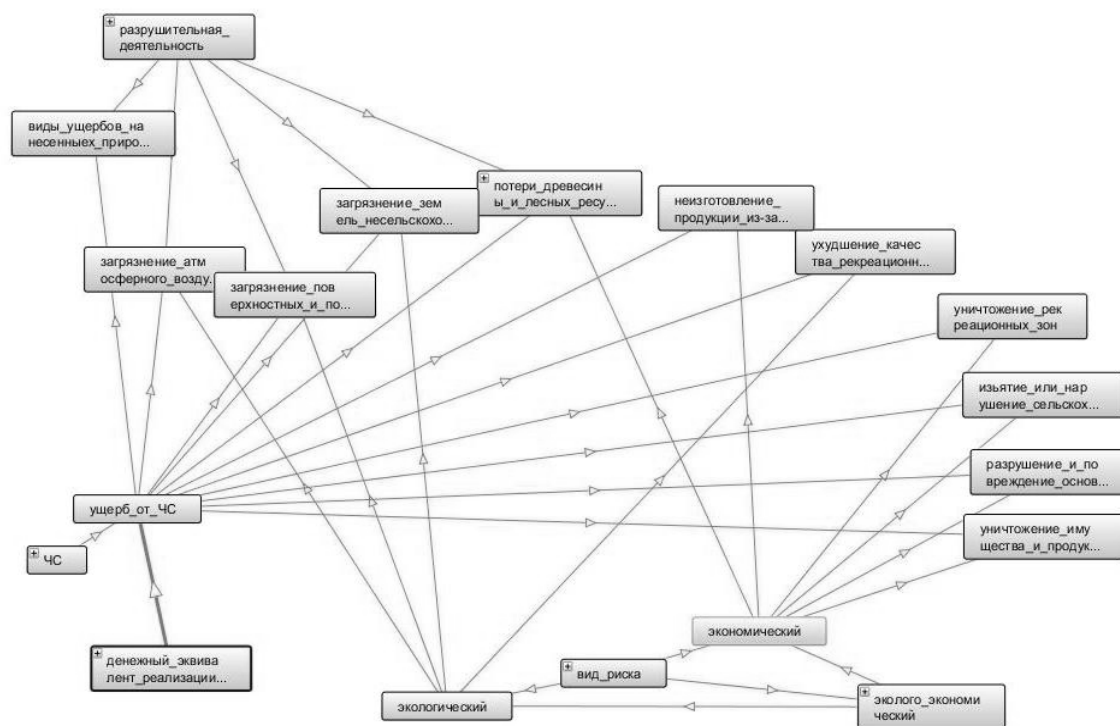 разрушительная_
деятельность
виды_ущербов_на
несенныех_приро...
загрязнение_зем
ель_несельскохо...
потери_древесин
ы_и_лесных_ресу...
неизготовление_
продукции_из-за...
ухудшение_качес
тва_рекреационн...
загрязнение_атм
осферного_возду.
загрязнение_пов
ерхностных_и_по...
уничтожение_рек
реационных_зон
изьятие_или_нар
ушение_сельскох...
разрушение_и_по
вреждение_основ...
ущерб_от_ЧС
уничтожение_иму
щества_и_продук...
ЧС
экономический
денежный_эквива
лент_реализации...
вид_риска
экологический
эколого_экономи
ческий